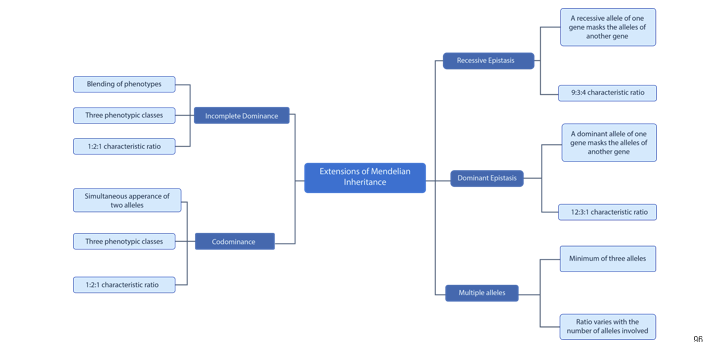 Extensions of Mendelian
Inheritance
Incomplete Dominance
Blending of phenotypes
Three phenotypic classes
1:2:1 characteristic ratio
Codominance
Simultaneous apperance of
two alleles
Three phenotypic classes
1:2:1 characteristic ratio
Recessive Epistasis
A recessive allele of one
gene masks the alleles of
another gene
9:3:4 characteristic ratio
Dominant Epistasis
A dominant allele of one
gene masks the alleles of
another gene
12:3:1 characteristic ratio
Multiple alleles
Minimum of three alleles
Ratio varies with the
number of alleles involved
96